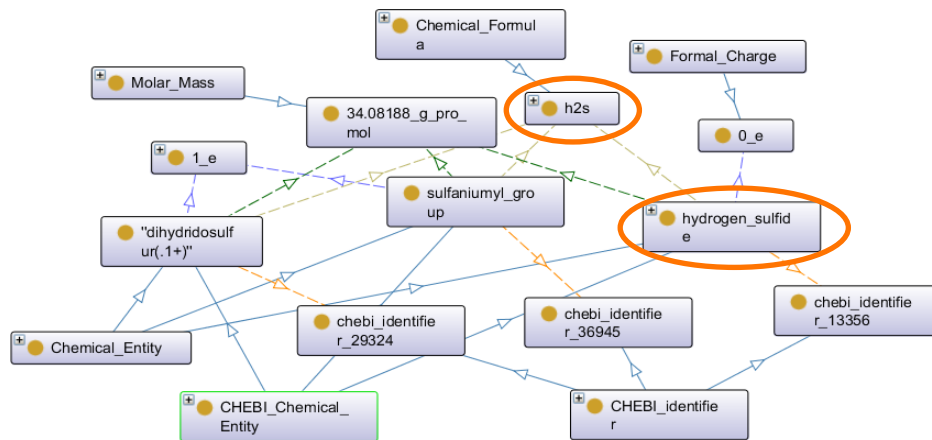 Chemical_Formul
a
Formal_Charge
Molar_Mass
34.08188_g_pro_
mol
h2s
0_e
1_e
sulfaniumyl_gro
up
"dihydridosulf
ur(.1+)"
hydrogen_sulfid
e
chebi_identifie
r_29324
chebi_identifie
r_36945
chebi_identifie
r_13356
Chemical_Entity
CHEBI_Chemical_
Entity
CHEBI_identifie
r